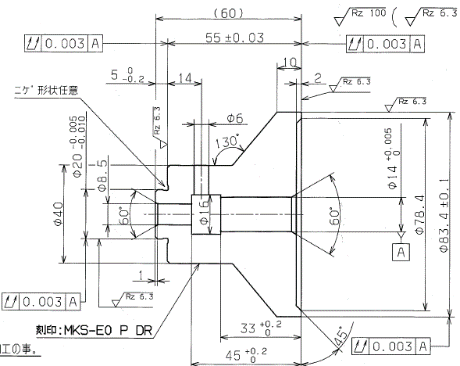 (60)
Rz 100 ( Rz 6.3
0.003 A
55±0.03
0.003 A
5 0 -0.2
14
10
2
ニゲ形状任意
Rz 6.3
Rz 6.3
Φ6
Rz 6.3
130°
Φ20 -0.005 -0.010
Φ8.5
Φ40
60°
Φ16
60°
Φ14 +0.005 0
Φ78.4
Φ83.4±0.1
A
1
Rz 6.3
0.003 A
刻印:MKS-E0 P DR
33 +0.2 0
45°
45 +0.2 0
0.003 A
工の事。